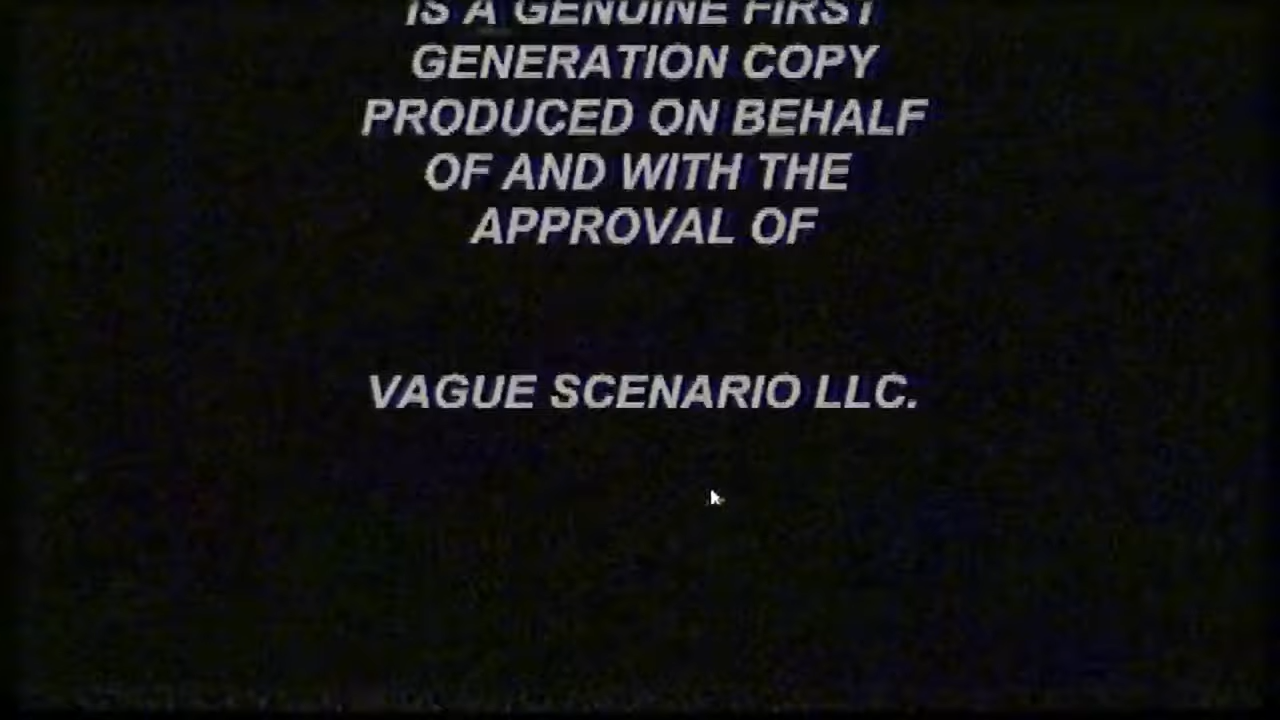 IS A GENUINE FIRST
GENERATION COPY
PRODUCED ON BEHALF
OF AND WITH THE
APPROVAL OF
VAGUE SCENARIO LLC.